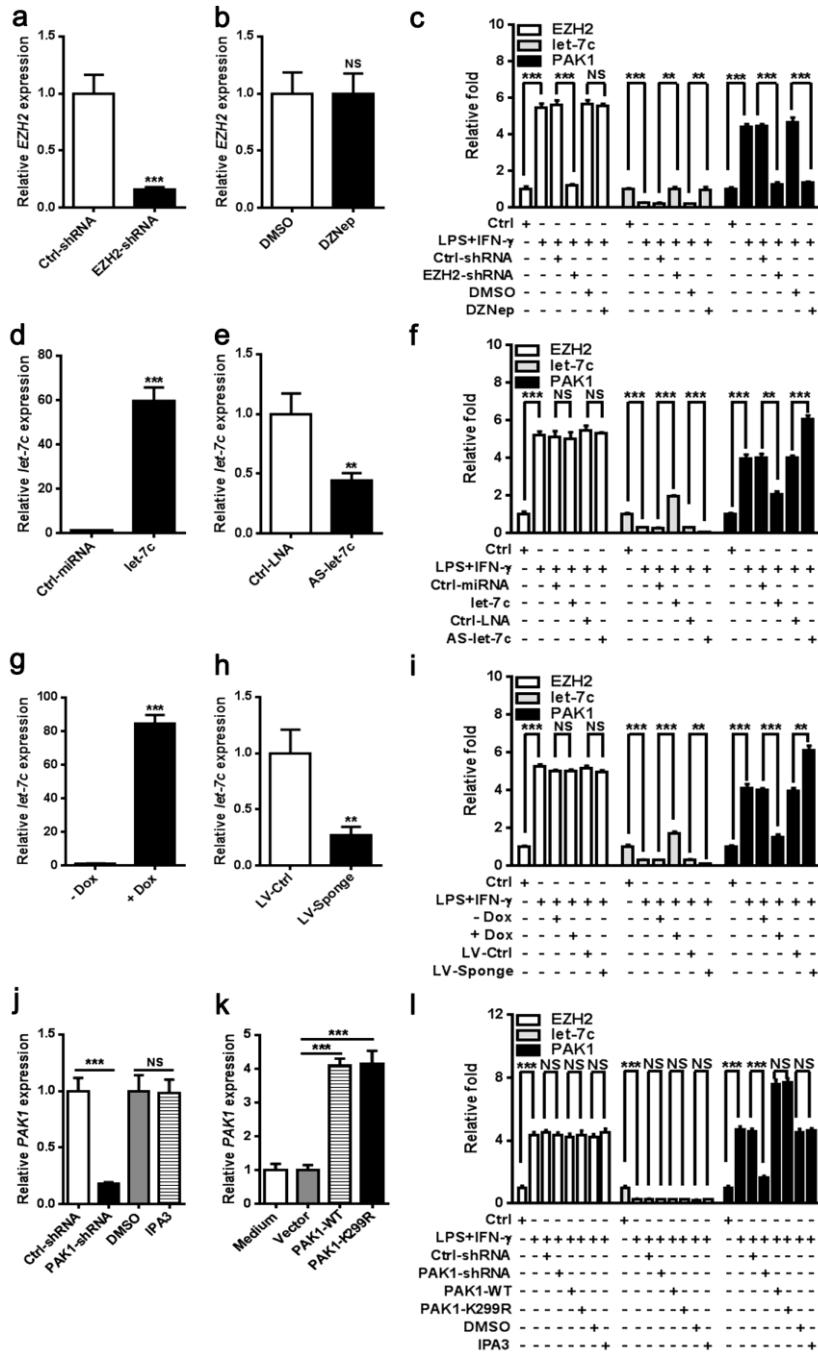 a
Relative EZH2 expression
1.5
1.0
0.5
0.0
***
Ctrl-shRNA
EZH2-shRNA
b
Relative EZH2 expression
1.5
1.0
0.5
0.0
NS
DMSO
DZNep
c
Relative fold
10
8
6
4
2
0
EZH2
let-7c
PAK1
*** *** NS *** ** ** *** *** ***
Ctrl + - - - - - + - - - - - + - - - - -
LPS+IFN-γ - + + + + + - + + + + + - + + + + +
Ctrl-shRNA - - + - - - - - + - - - - - + - - -
EZH2-shRNA - - - + - - - - - + - - - - - + - -
DMSO - - - - + - - - - - + - - - - - + -
DZNep - - - - - + - - - - - + - - - - - +
d
Relative let-7c expression
80
60
40
20
0
***
Ctrl-miRNA
let-7c
e
Relative let-7c expression
1.5
1.0
0.5
0.0
**
Ctrl-LNA
AS-let-7c
f
Relative fold
10
8
6
4
2
0
EZH2
let-7c
PAK1
*** NS NS *** *** *** *** ** ***
Ctrl + - - - - - + - - - - - + - - - - -
LPS+IFN-γ - + + + + + - + + + + + - + + + + +
Ctrl-miRNA - - + - - - - - + - - - - - + - - -
let-7c - - - + - - - - - + - - - - - + - -
Ctrl-LNA - - - - + - - - - - + - - - - - + -
AS-let-7c - - - - - + - - - - - + - - - - - +
g
Relative let-7c expression
100
80
60
40
20
0
***
- Dox
+ Dox
h
Relative let-7c expression
1.5
1.0
0.5
0.0
**
LV-Ctrl
LV-Sponge
i
Relative fold
10
8
6
4
2
0
EZH2
let-7c
PAK1
*** NS NS *** *** ** *** *** **
Ctrl + - - - - - + - - - - - + - - - - -
LPS+IFN-γ - + + + + + - + + + + + - + + + + +
- Dox - - + - - - - - + - - - - - + - - -
+ Dox - - - + - - - - - + - - - - - + - -
LV-Ctrl - - - - + - - - - - + - - - - - + -
LV-Sponge - - - - - + - - - - - + - - - - - +
j
Relative PAK1 expression
1.5
1.0
0.5
0.0
*** NS
Ctrl-shRNA
PAK1-shRNA
DMSO
IPA3
k
Relative PAK1 expression
5
4
3
2
1
0
***
***
Medium
Vector
PAK1-WT
PAK1-K299R
l
Relative fold
12
8
4
0
EZH2
let-7c
PAK1
*** NS NS NS *** NS NS NS *** *** NS NS
Ctrl + - - - - - - - + - - - - - - - + - - - - - - -
LPS+IFN-γ - + + + + + + + - + + + + + + + - + + + + + + +
Ctrl-shRNA - - + - - - - - - - + - - - - - - - + - - - - -
PAK1-shRNA - - - + - - - - - - - + - - - - - - - + - - - -
PAK1-WT - - - - + - - - - - - - + - - - - - - - + - - -
PAK1-K299R - - - - - + - - - - - - - + - - - - - - - + - -
DMSO - - - - - - + - - - - - - - + - - - - - - - + -
IPA3 - - - - - - - + - - - - - - - + - - - - - - - +